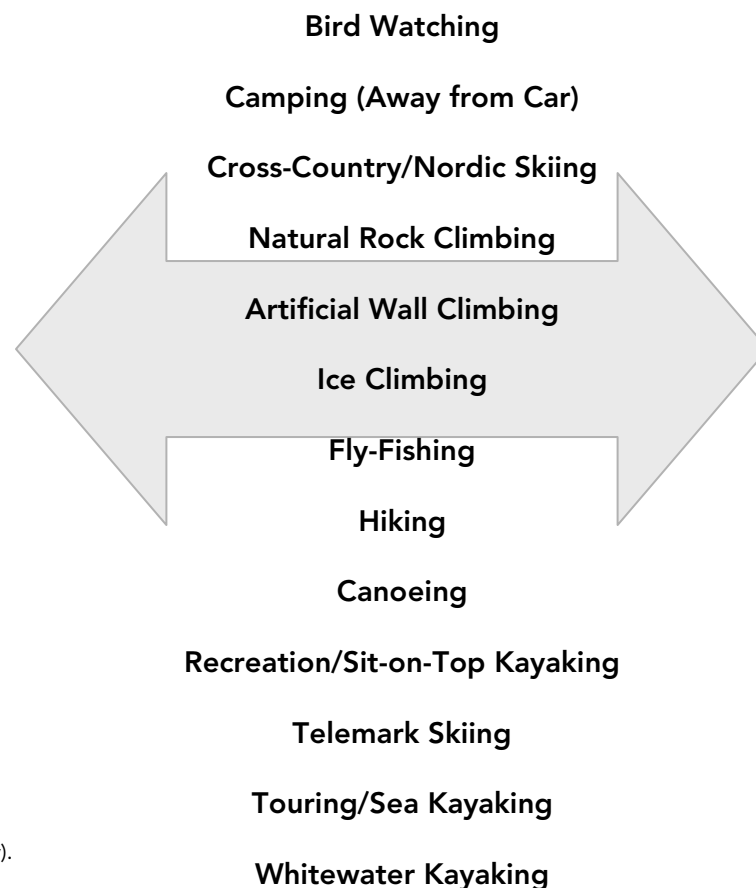 Bird Watching
Camping (Away from Car)
Cross-Country/Nordic Skiing
Natural Rock Climbing
Artificial Wall Climbing
Ice Climbing
Fly-Fishing
Hiking
Canoeing
Recreation/Sit-on-Top Kayaking
Telemark Skiing
Touring/Sea Kayaking
).
Whitewater Kayaking